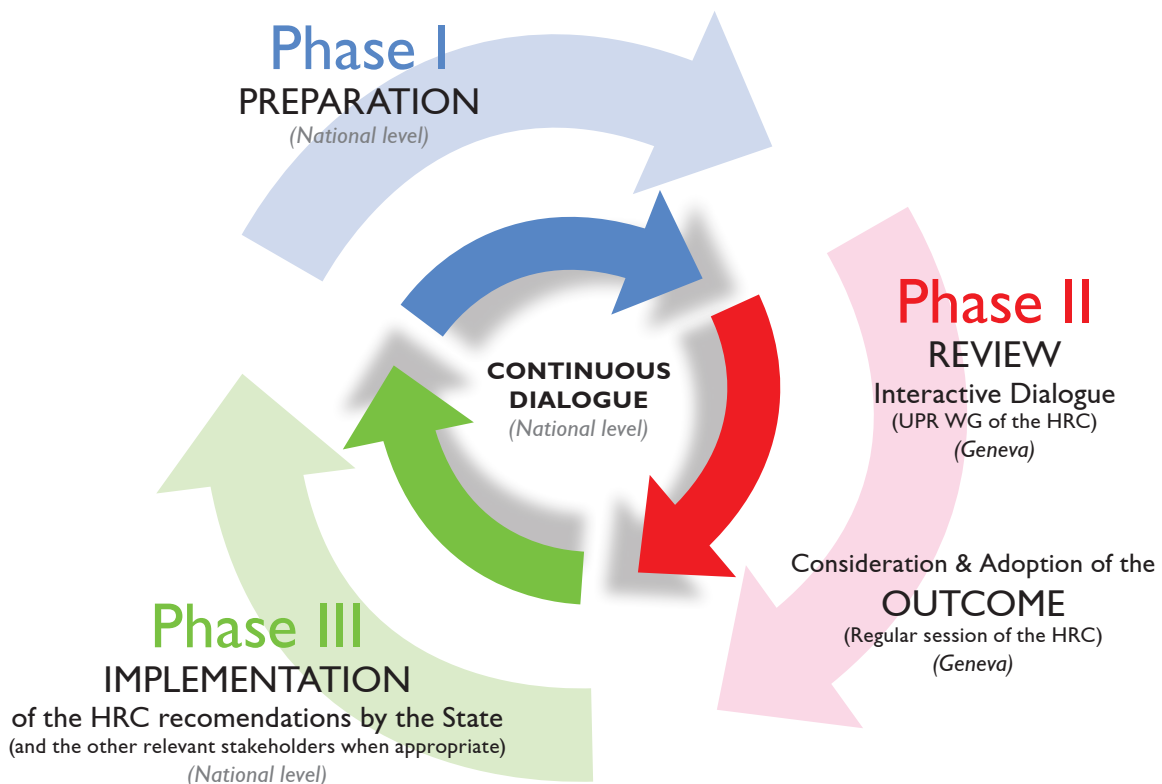 Phase I
PREPARATION
(National level)
Phase II
REVIEW
Interactive Dialogue
(UPR WG of the HRC)
(Geneva)
CONTINUOUS
DIALOGUE
(National level)
Consideration & Adoption of the
OUTCOME
(Regular session of the HRC)
(Geneva)
Phase III
IMPLEMENTATION
of the HRC recomendations by the State
(and the other relevant stakeholders when appropriate)
(National level)